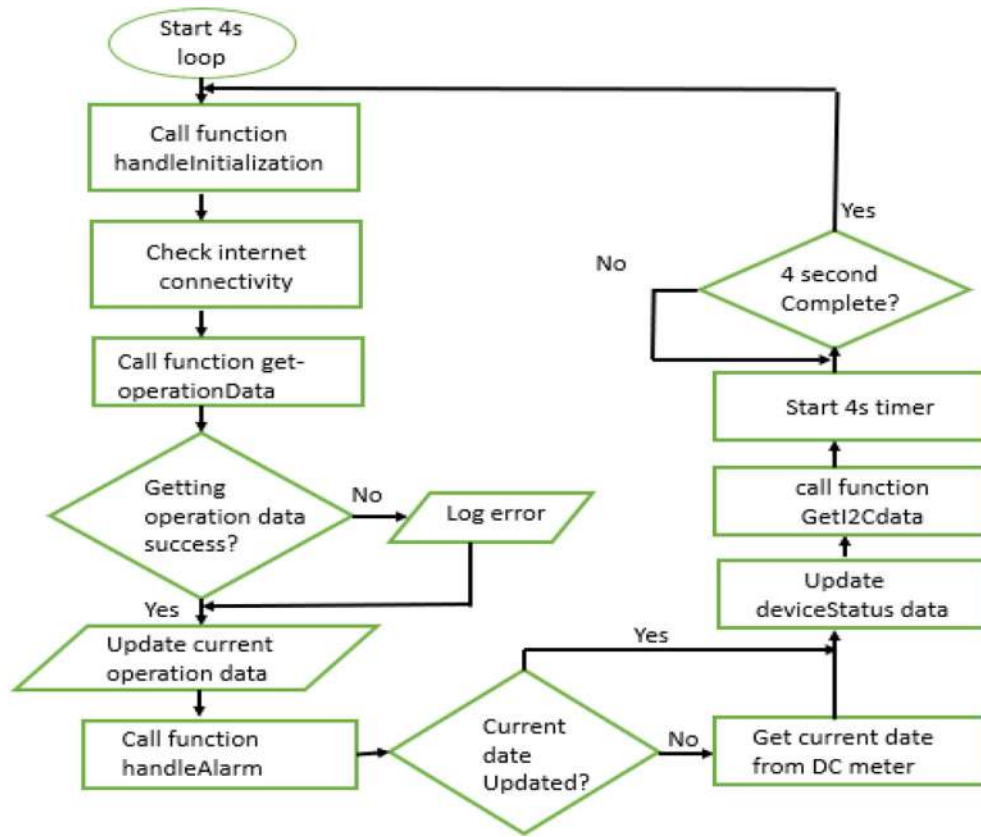 Start 4s
loop
Call function
handleInitialization
Check internet
connectivity
Call function get-
operationData
Getting
operation data
success?
No
Log error
Yes
Update current
operation data
Call function
handleAlarm
Current
date
Updated?
Yes
No
Get current date
from DC meter
Update
deviceStatus data
call function
GetI2Cdata
Start 4s timer
4 second
Complete?
No
Yes